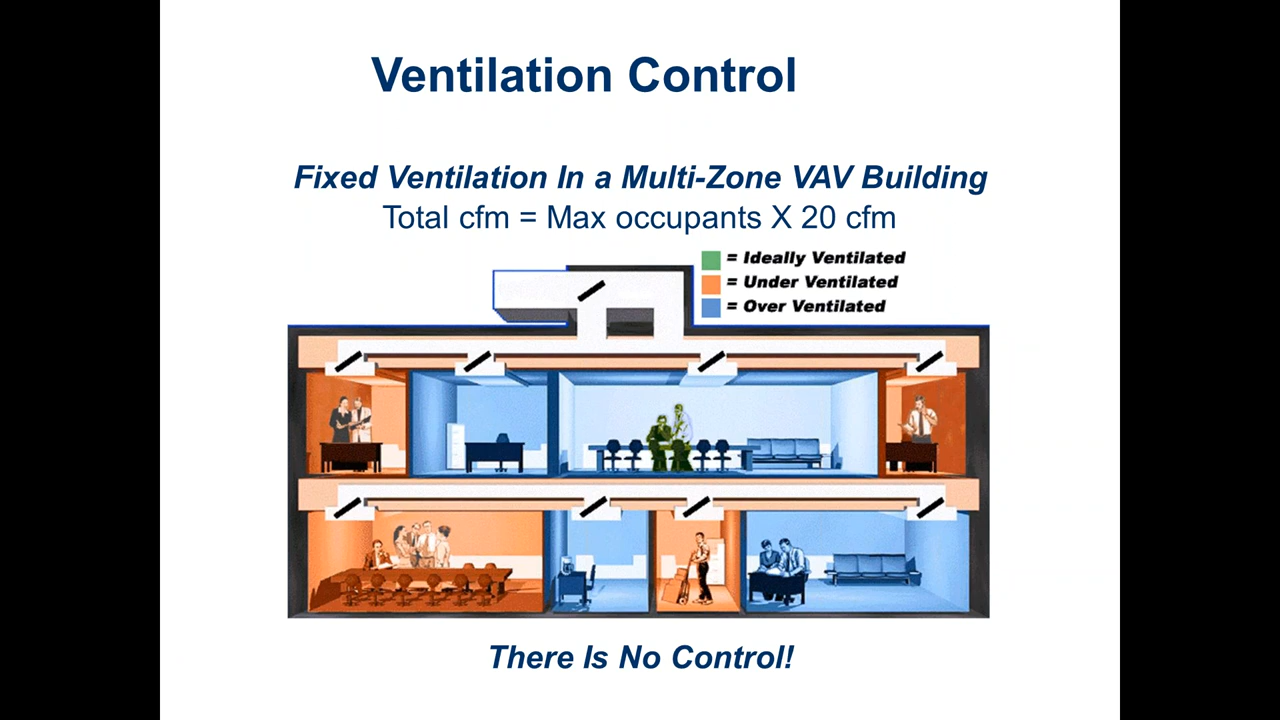 Ventilation Control
Fixed Ventilation In a Multi-Zone VAV Building
Total cfm = Max occupants X 20 cfm
= Ideally Ventilated
= Under Ventilated
= Over Ventilated
There Is No Control!